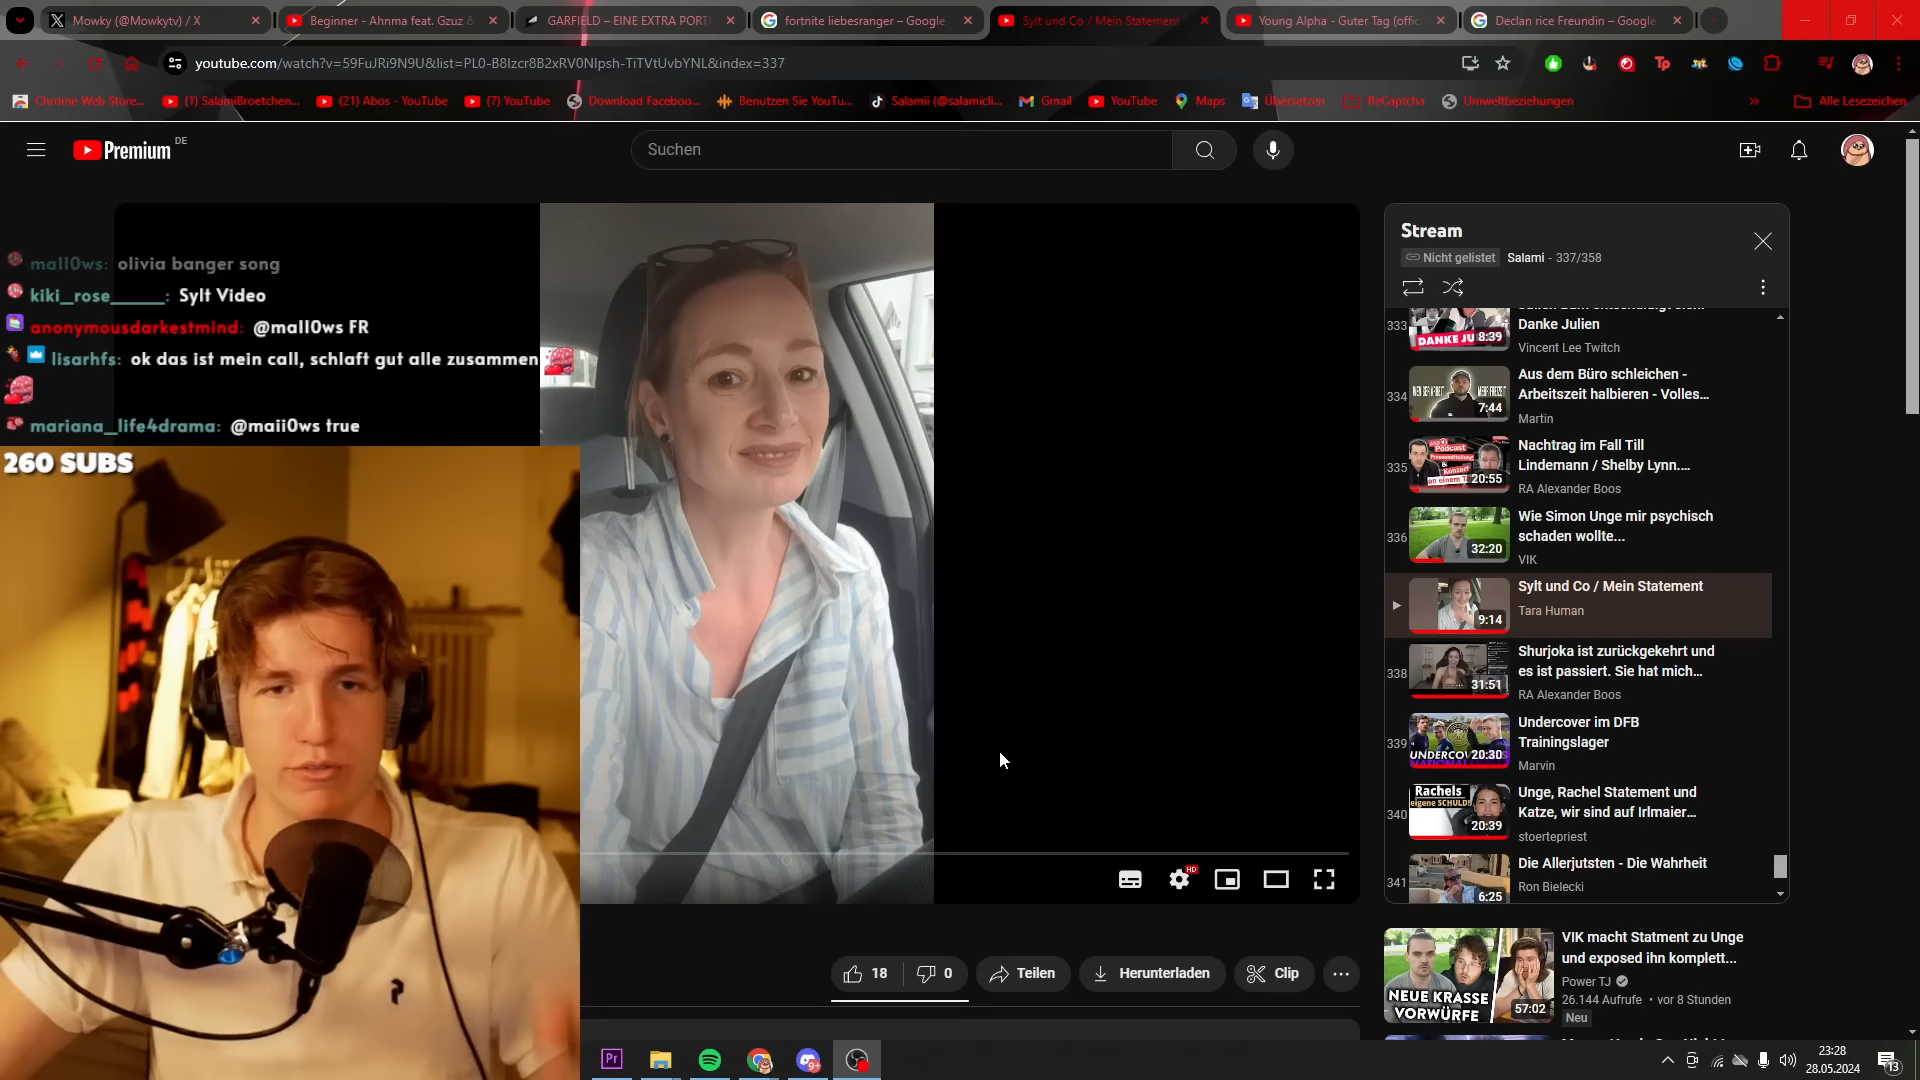 Mowky (@Mowkytv) / X
Beginner - Ahnma feat. Gzuz &
GARFIELD – EINE EXTRA PORT
fortnite liebesranger – Google
Sylt und Co / Mein Statement
Young Alpha - Guter Tag (offic
Declan rice Freundin – Google
youtube.com/watch?v=59FuJRi9N9U&list=PL0-B8Izcr8B2xRV0NIpsh-TiTVtUvbYNL&index=337
Chrome Web Store...
(1) SalamiBroetchen...
(21) Abos - YouTube
(7) YouTube
Download Faceboo...
Benutzen Sie YouTu...
Salamii (@salamicli...
Gmail
YouTube
Maps
Übersetzen
ReCaptcha
Umweltbeziehungen
»
Alle Lesezeichen
Premium DE
Suchen
mall0ws: olivia banger song
kiki_rose______: Sylt Video
anonymousdarkestmind: @mall0ws FR
lisarhfs: ok das ist mein call, schlaft gut alle zusammen
mariana_life4drama: @maii0ws true
260 SUBS
Stream
Nicht gelistet Salami - 337/358
333
DANKE JU
8:39
Danke Julien
Vincent Lee Twitch
334
7:44
Aus dem Büro schleichen -
Arbeitszeit halbieren - Volles...
Martin
335
Podcast
Pressemitteilung
&
Konzert
20:55
Nachtrag im Fall Till
Lindemann / Shelby Lynn....
RA Alexander Boos
336
32:20
Wie Simon Unge mir psychisch
schaden wollte...
VIK
9:14
Sylt und Co / Mein Statement
Tara Human
338
31:51
Shurjoka ist zurückgekehrt und
es ist passiert. Sie hat mich...
RA Alexander Boos
339
UNDERCO
20:30
Undercover im DFB
Trainingslager
Marvin
340
Rachels
eigene SCHULD!
20:39
Unge, Rachel Statement und
Katze, wir sind auf Irlmaier...
stoertepriest
341
6:25
Die Allerjutsten - Die Wahrheit
Ron Bielecki
HD
18
0
Teilen
Herunterladen
Clip
NEUE KRASSE
VORWÜRFE
57:02
VIK macht Statment zu Unge
und exposed ihn komplett...
Power TJ
26.144 Aufrufe • vor 8 Stunden
Neu
Pr
9+
23:28
28.05.2024
13